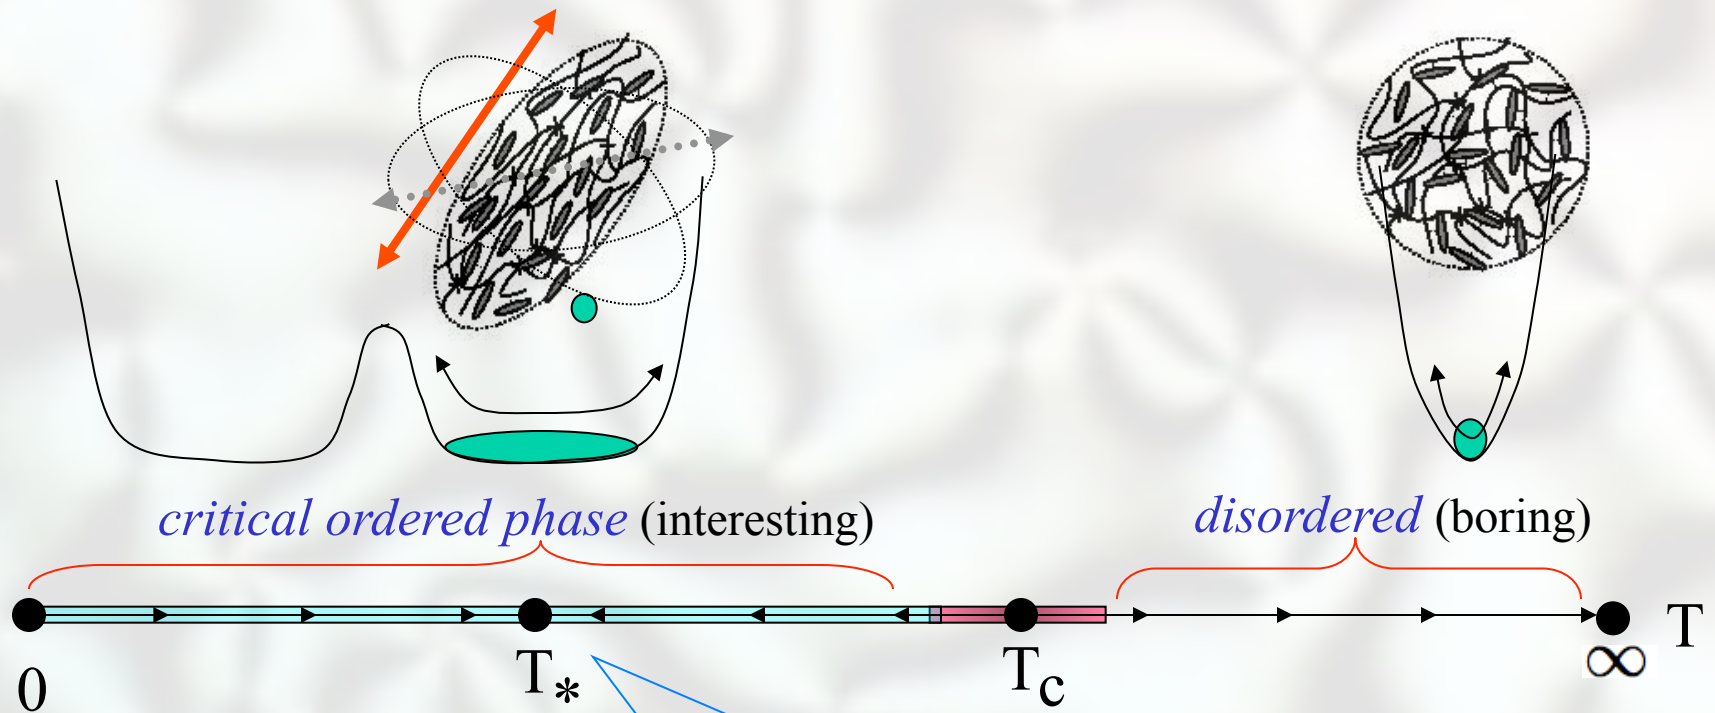 critical ordered phase (interesting)
disordered (boring)
T
0
T*
Tc
∞